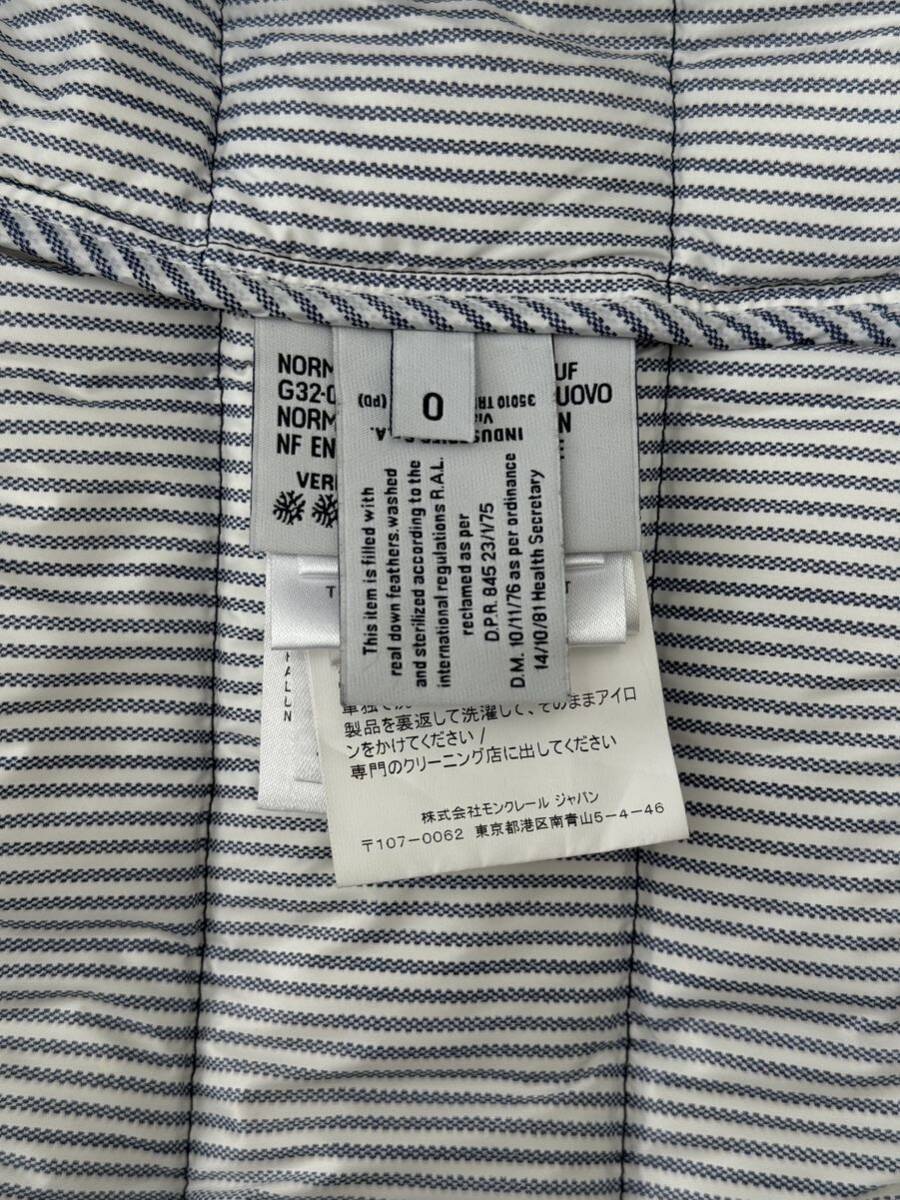 NORM
G32-0
NORM
NF EN
UF
UOVO
N
VER
0
35010
(PD)
INDUS
This item is filled with
real down feathers. washed
and sterilized according to the
international regulations R.A.L.
reclamed as per
D.P.R. 845 23/1/75
D.M. 10/11/76 as per ordinance
14/10/81 Health Secretary
T
T
製品を裏返して洗濯して、そのままアイロ
ンをかけてください/
専門のクリーニング店に出してください
株式会社モンクレール ジャパン
〒107-0062 東京都港区南青山5-4-46